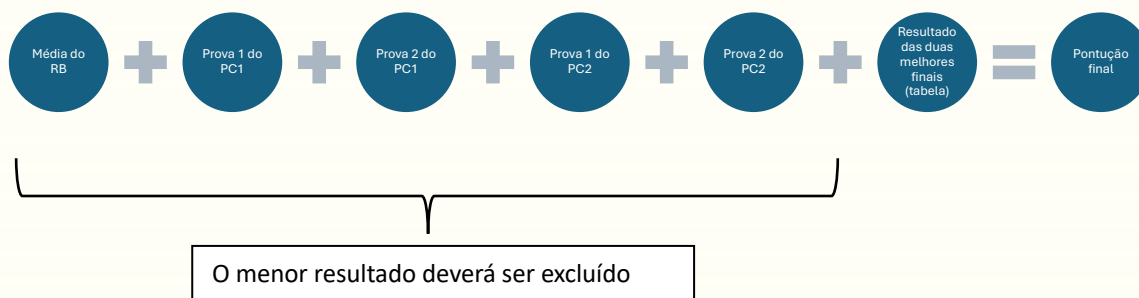 Média do
RB
Prova 1 do
PC1
Prova 2 do
PC1
Prova 1 do
PC2
Prova 2 do
PC2
Resultado
das duas
melhores
finais
(tabela)
Pontução
final
O menor resultado deverá ser excluído